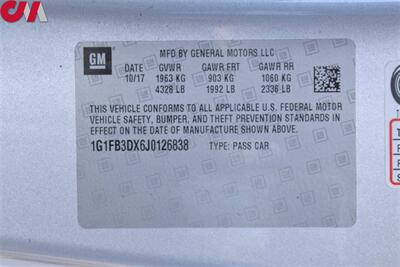 CMA
GM
MFD BY GENERAL MOTORS LLC
DATE GVWR GAWR FRT GAWR RR
10/17 1963 KG 903 KG 1060 KG
4328 LB 1992 LB 2336 LB
THIS VEHICLE CONFORMS TO ALL APPLICABLE U.S. FEDERAL MOTOR
VEHICLE SAFETY, BUMPER, AND THEFT PREVENTION STANDARDS IN
EFFECT ON THE DATE OF MANUFACTURE SHOWN ABOVE.
1G1FB3DX6J0126838 TYPE: PASS CAR